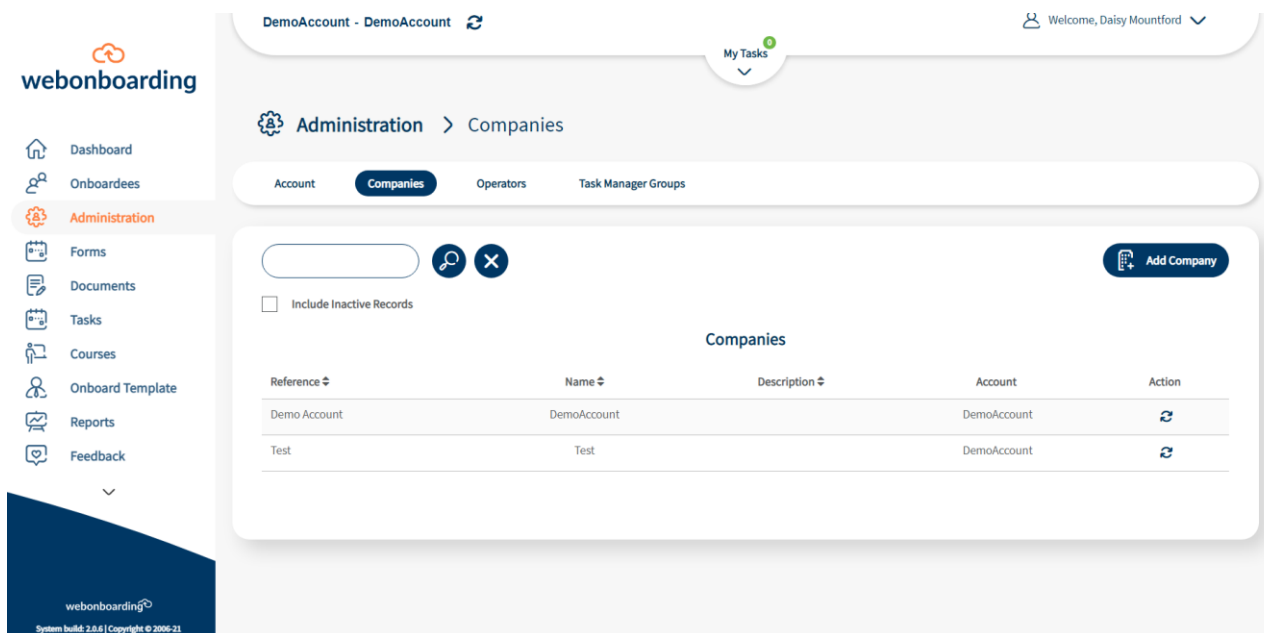 DemoAccount - DemoAccount
Welcome, Daisy Mountford
My Tasks 0
webonboarding
Administration > Companies
Dashboard
Onboardees
Administration
Forms
Documents
Tasks
Courses
Onboard Template
Reports
Feedback
Account Companies Operators Task Manager Groups
Add Company
Include Inactive Records
Companies
Reference Name Description Account Action
Demo Account DemoAccount DemoAccount
Test Test DemoAccount
webonboarding
System build: 2.0.6 | Copyright © 2006-21